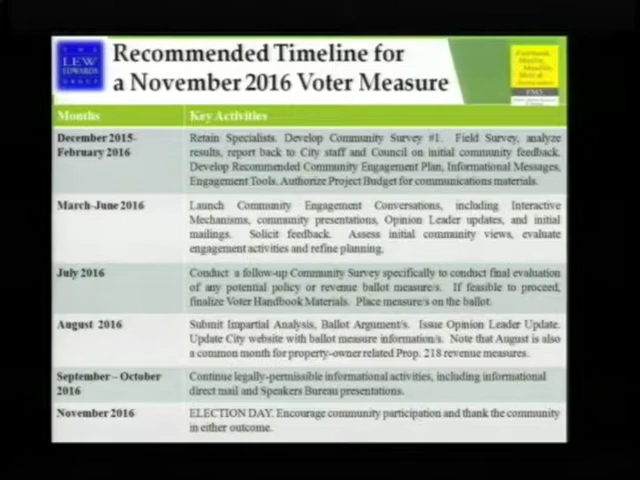 THE
LEW
EDWARDS
GROUP
Recommended Timeline for
a November 2016 Voter Measure
Months Key Activities
December 2015-
February 2016
Retain Specialists. Develop Community Survey #1. Field Survey, analyze
results, report back to City staff and Council on initial community feedback.
Develop Recommended Community Engagement Plan, Informational Messages,
Engagement Tools. Authorize Project Budget for communications materials.
March-June 2016
Launch Community Engagement Conversations, including Interactive
Mechanisms, community presentations, Opinion Leader updates, and initial
mailings. Solicit feedback. Assess initial community views, evaluate
engagement activities and refine planning.
July 2016
Conduct a follow-up Community Survey specifically to conduct final evaluation
of any potential policy or revenue ballot measure/s. If feasible to proceed,
finalize Voter Handbook Materials. Place measure/s on the ballot.
August 2016
Submit Impartial Analysis, Ballot Argument/s. Issue Opinion Leader Update.
Update City website with ballot measure information/s. Note that August is also
a common month for property-owner related Prop. 218 revenue measures.
September – October
2016
Continue legally-permissible informational activities, including informational
direct mail and Speakers Bureau presentations.
November 2016
ELECTION DAY. Encourage community participation and thank the community
in either outcome.